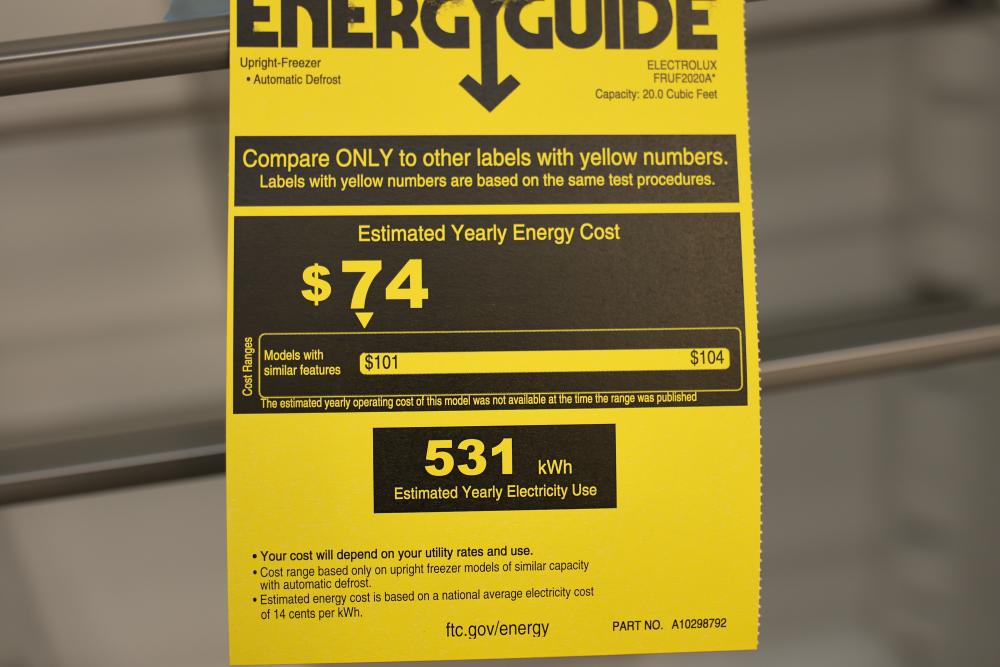 ENERGYGUIDE
Upright-Freezer
• Automatic Defrost
ELECTROLUX
FRUF2020A*
Capacity: 20.0 Cubic Feet
Compare ONLY to other labels with yellow numbers.
Labels with yellow numbers are based on the same test procedures.
Estimated Yearly Energy Cost
$74
Cost Ranges
Models with
similar features
$101
$104
The estimated yearly operating cost of this model was not available at the time the range was published
531 kWh
Estimated Yearly Electricity Use
• Your cost will depend on your utility rates and use.
• Cost range based only on upright freezer models of similar capacity
with automatic defrost.
• Estimated energy cost is based on a national average electricity cost
of 14 cents per kWh.
ftc.gov/energy
PART NO. A10298792